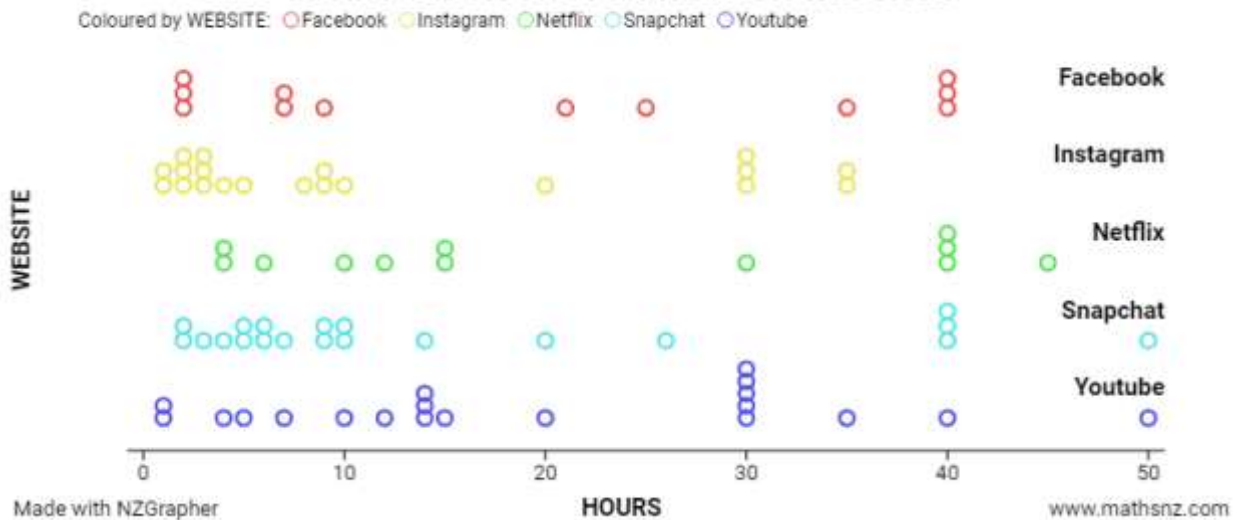 Coloured by WEBSITE: Facebook Instagram Netflix Snapchat Youtube
Facebook
Instagram
Netflix
Snapchat
Youtube
WEBSITE
0 10 20 30 40 50
HOURS
Made with NZGrapher
www.mathsnz.com